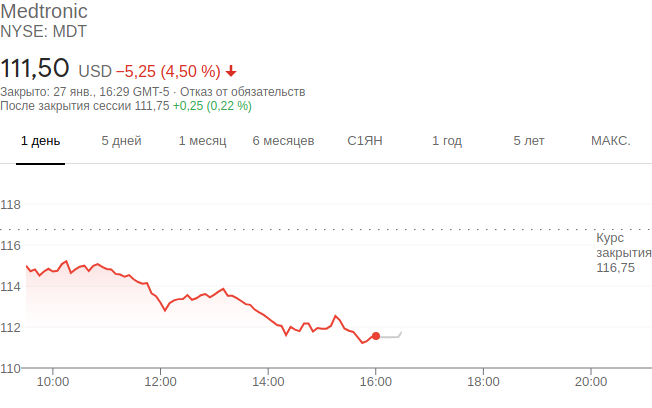 Medtronic
NYSE: MDT
111,50 USD −5,25 (4,50 %)
Закрыто: 27 янв., 16:29 GMT-5 · Отказ от обязательств
После закрытия сессии 111,75 +0,25 (0,22 %)
1 день 5 дней 1 месяц 6 месяцев С1ЯН 1 год 5 лет МАКС.
118
Курс
116
закрытия
116,75
114
112
110
10:00 12:00 14:00 16:00 18:00 20:00